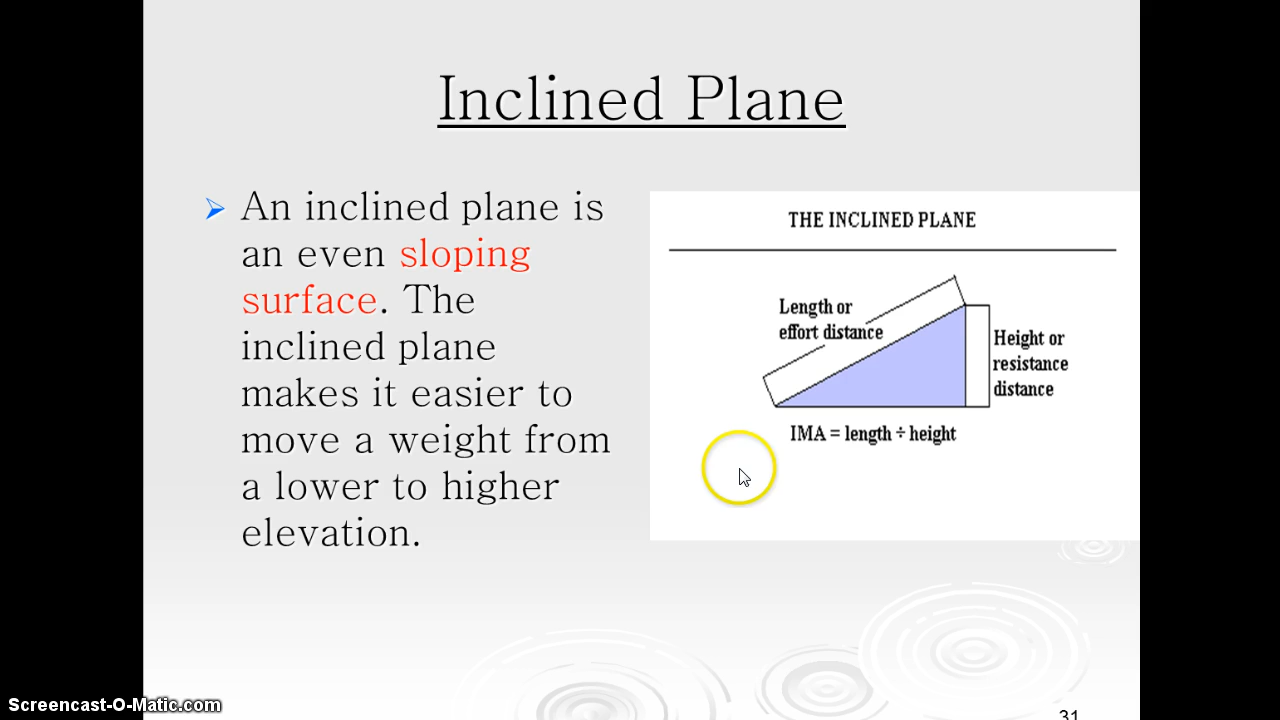 Inclined Plane
An inclined plane is
an even sloping
surface. The
inclined plane
makes it easier to
move a weight from
a lower to higher
elevation.
THE INCLINED PLANE
Length or
effort distance
Height or
resistance
distance
IMA = length ÷ height
31
Screencast-O-Matic.com